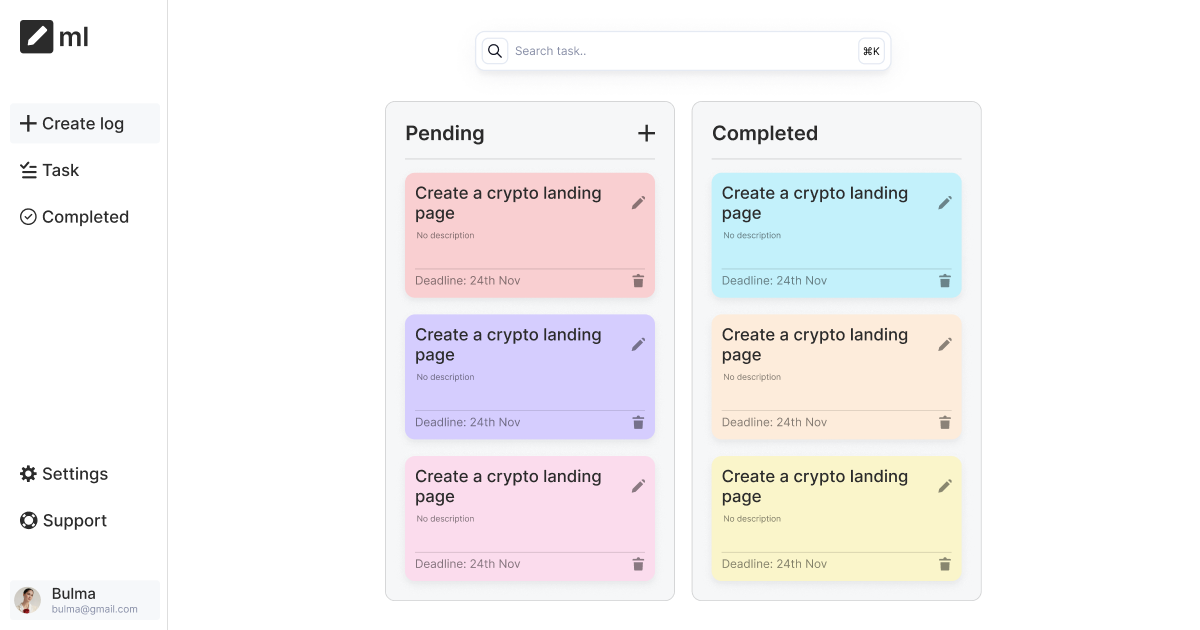 ml
Create log
Task
Completed
Settings
Support
Bulma
bulma@gmail.com
Search task..
⌘K
Pending
Create a crypto landing
page
No description
Deadline: 24th Nov
Create a crypto landing
page
No description
Deadline: 24th Nov
Create a crypto landing
page
No description
Deadline: 24th Nov
Completed
Create a crypto landing
page
No description
Deadline: 24th Nov
Create a crypto landing
page
No description
Deadline: 24th Nov
Create a crypto landing
page
No description
Deadline: 24th Nov